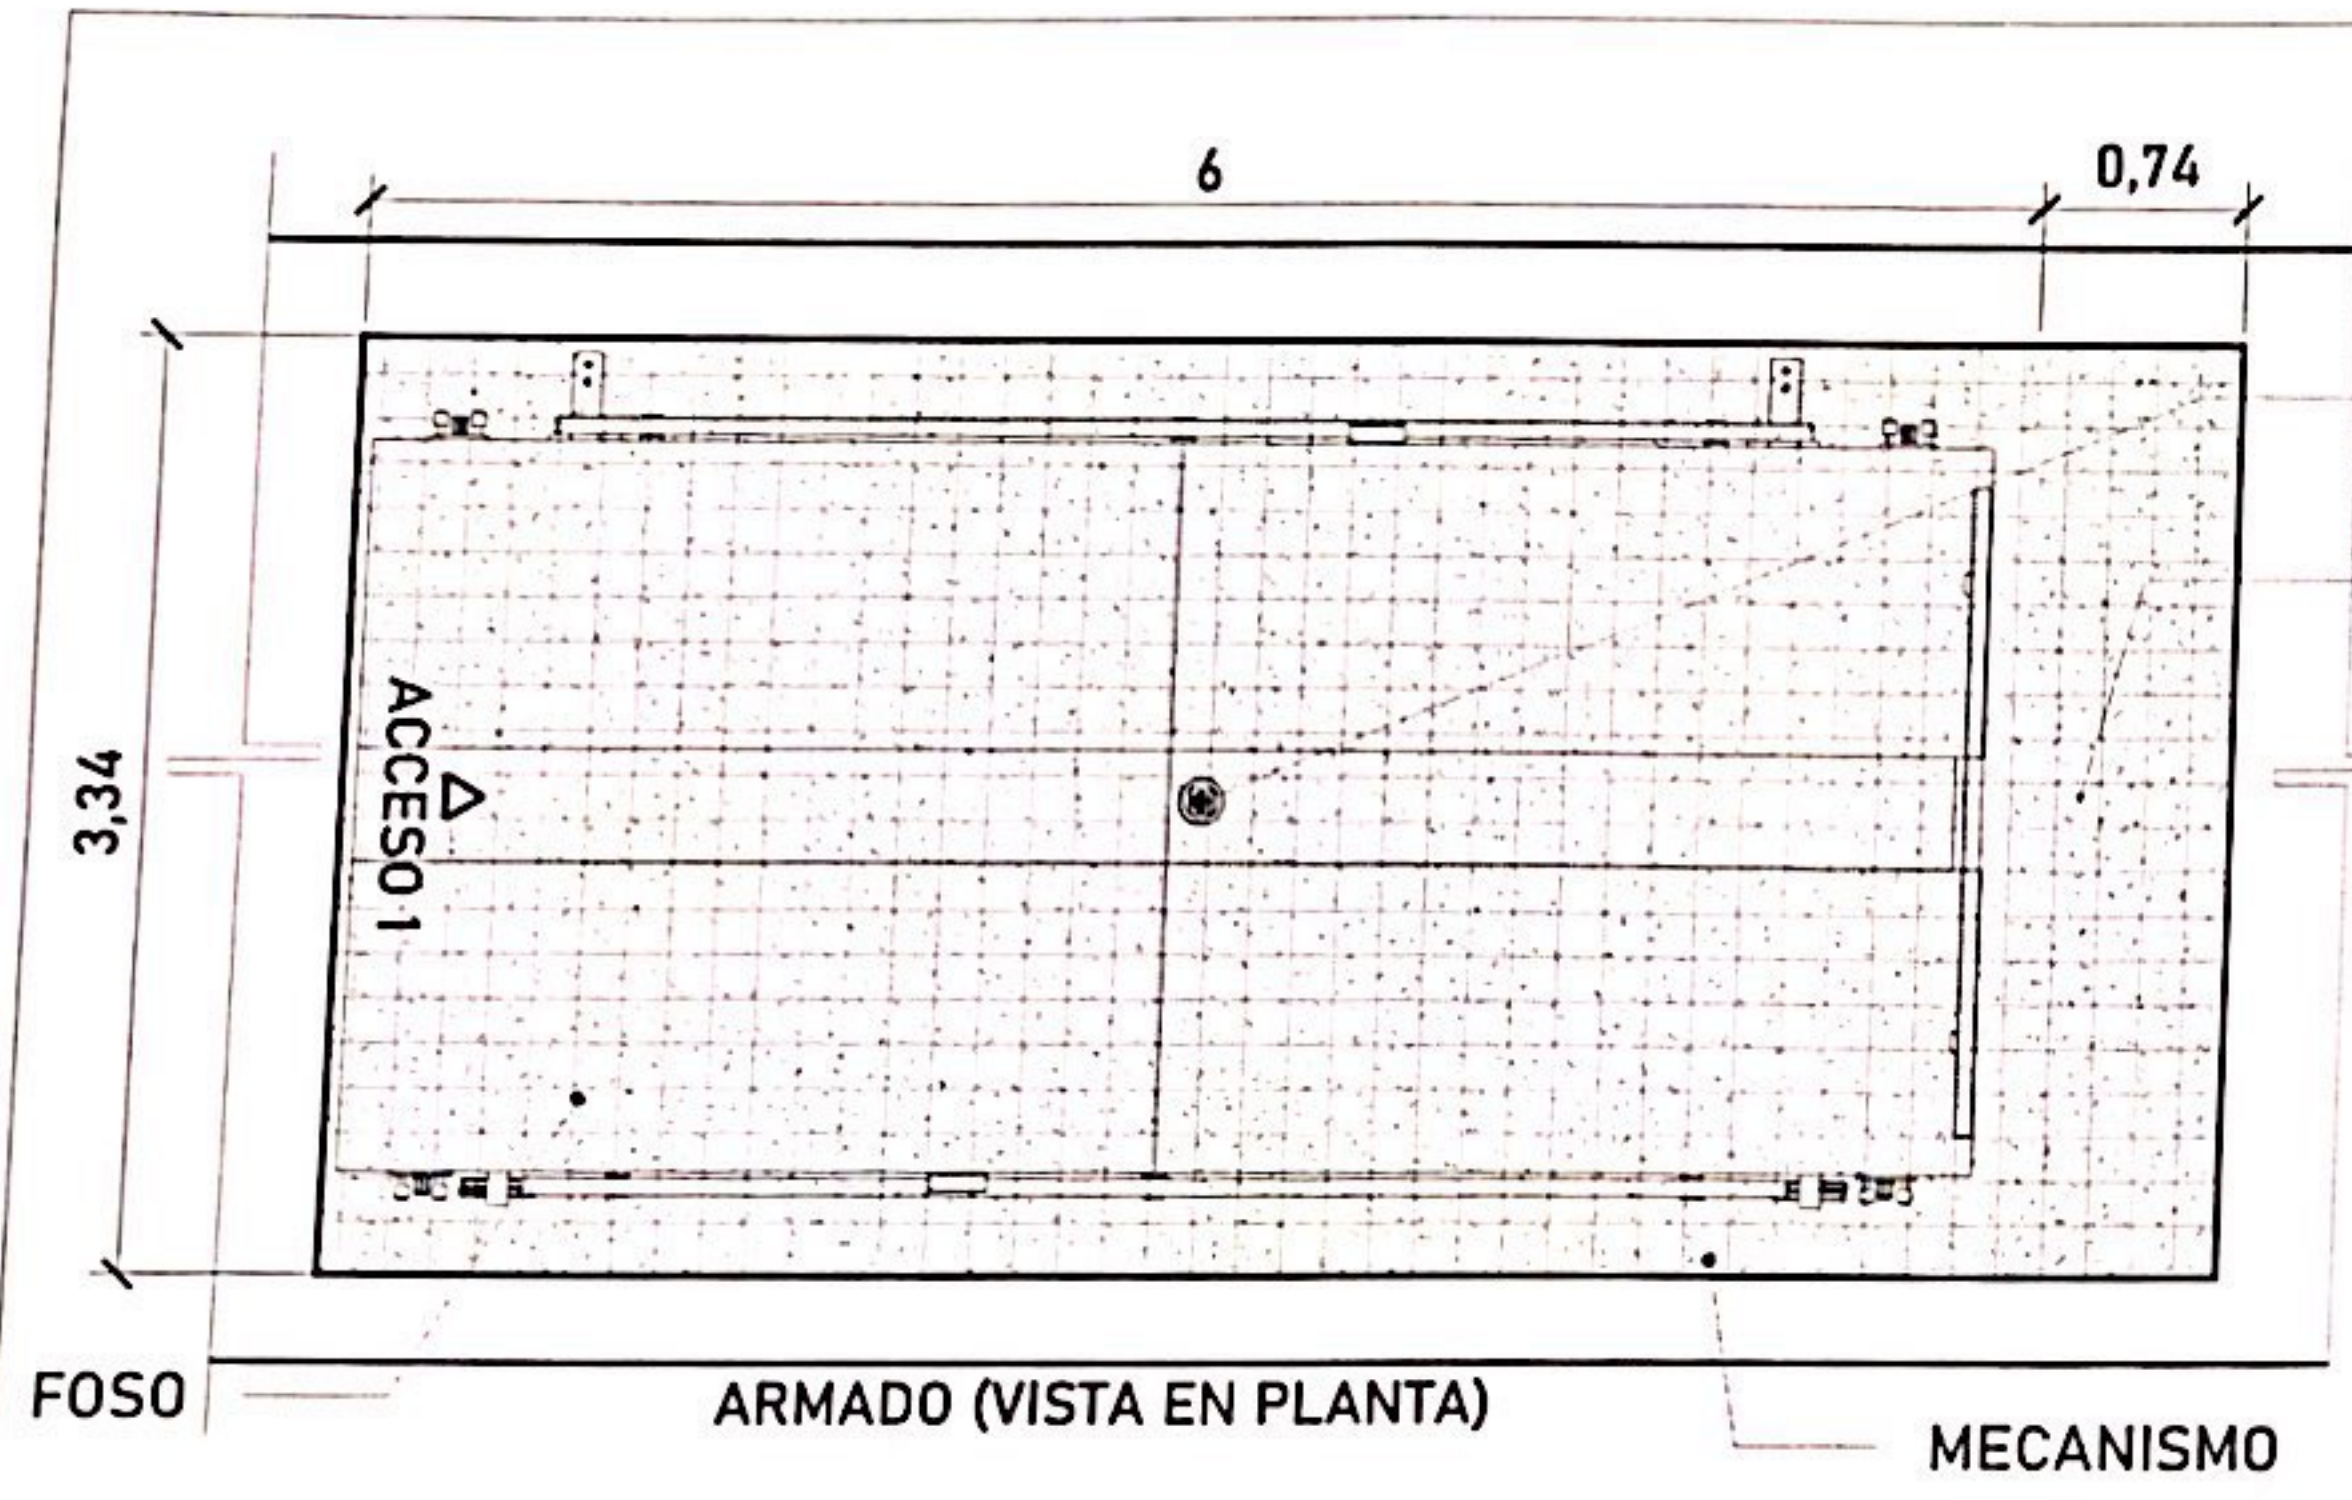 6
0,74
3,34
ACCESO 1
FOSO
ARMADO (VISTA EN PLANTA)
MECANISMO